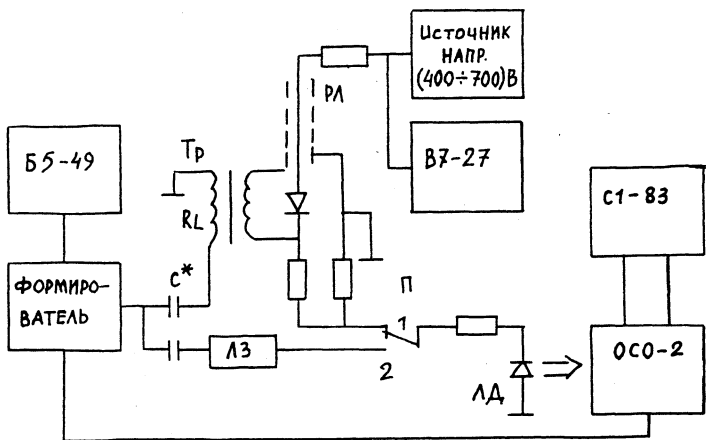 Источник
напр.
(400÷700)В
РЛ
Б5-49
Тр
В7-27
С1-83
RL
С*
ФОРМИРО-
ВАТЕЛЬ
П
1
ЛЗ
2
ОСО-2
ЛД